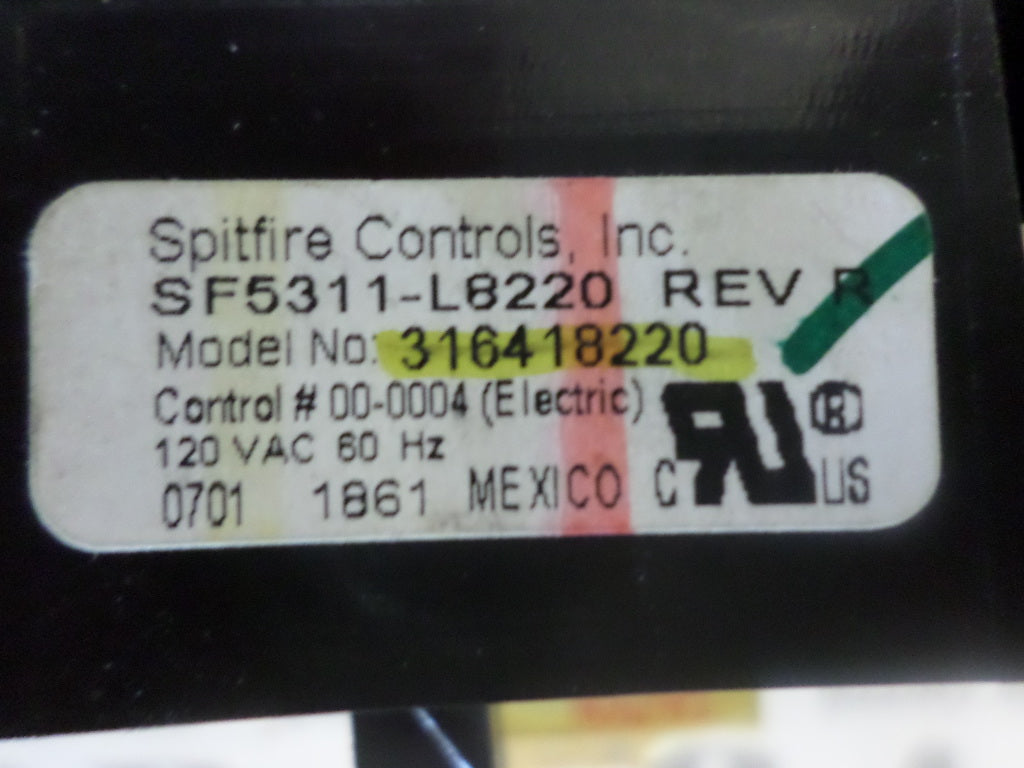 Spitfire Controls, Inc.
SF5311-L8220 REV R
Model No: 316418220
Control # 00-0004 (Electric)
120 VAC 60 Hz
0701 1861 MEXICO C RU ® US